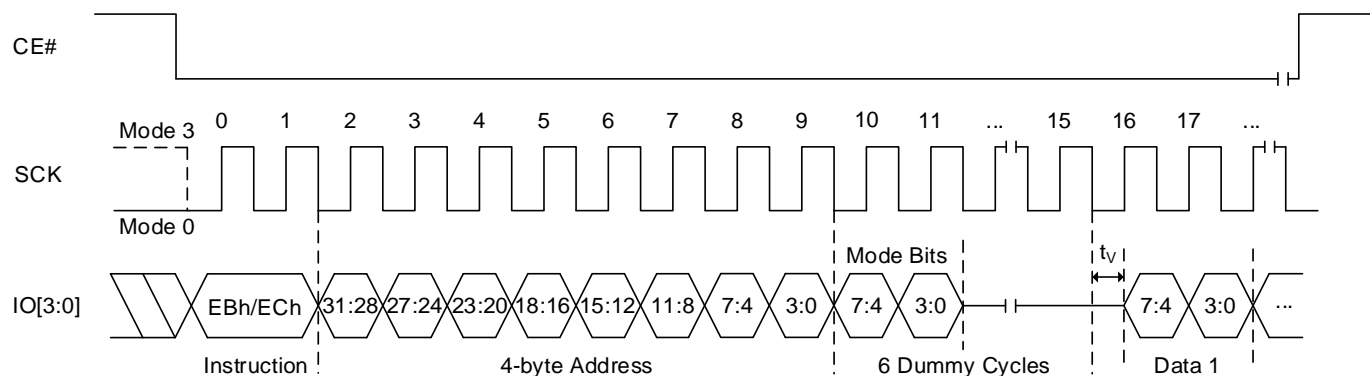 CE#
0 1 2 3 4 5 6 7 8 9 10 11 ... 15 16 17 ...
Mode 3
SCK
Mode 0
Mode Bits tV
IO[3:0] EBh/ECh 31:28 27:24 23:20 18:16 15:12 11:8 7:4 3:0 7:4 3:0 7:4 3:0 ...
Instruction 4-byte Address 6 Dummy Cycles Data 1